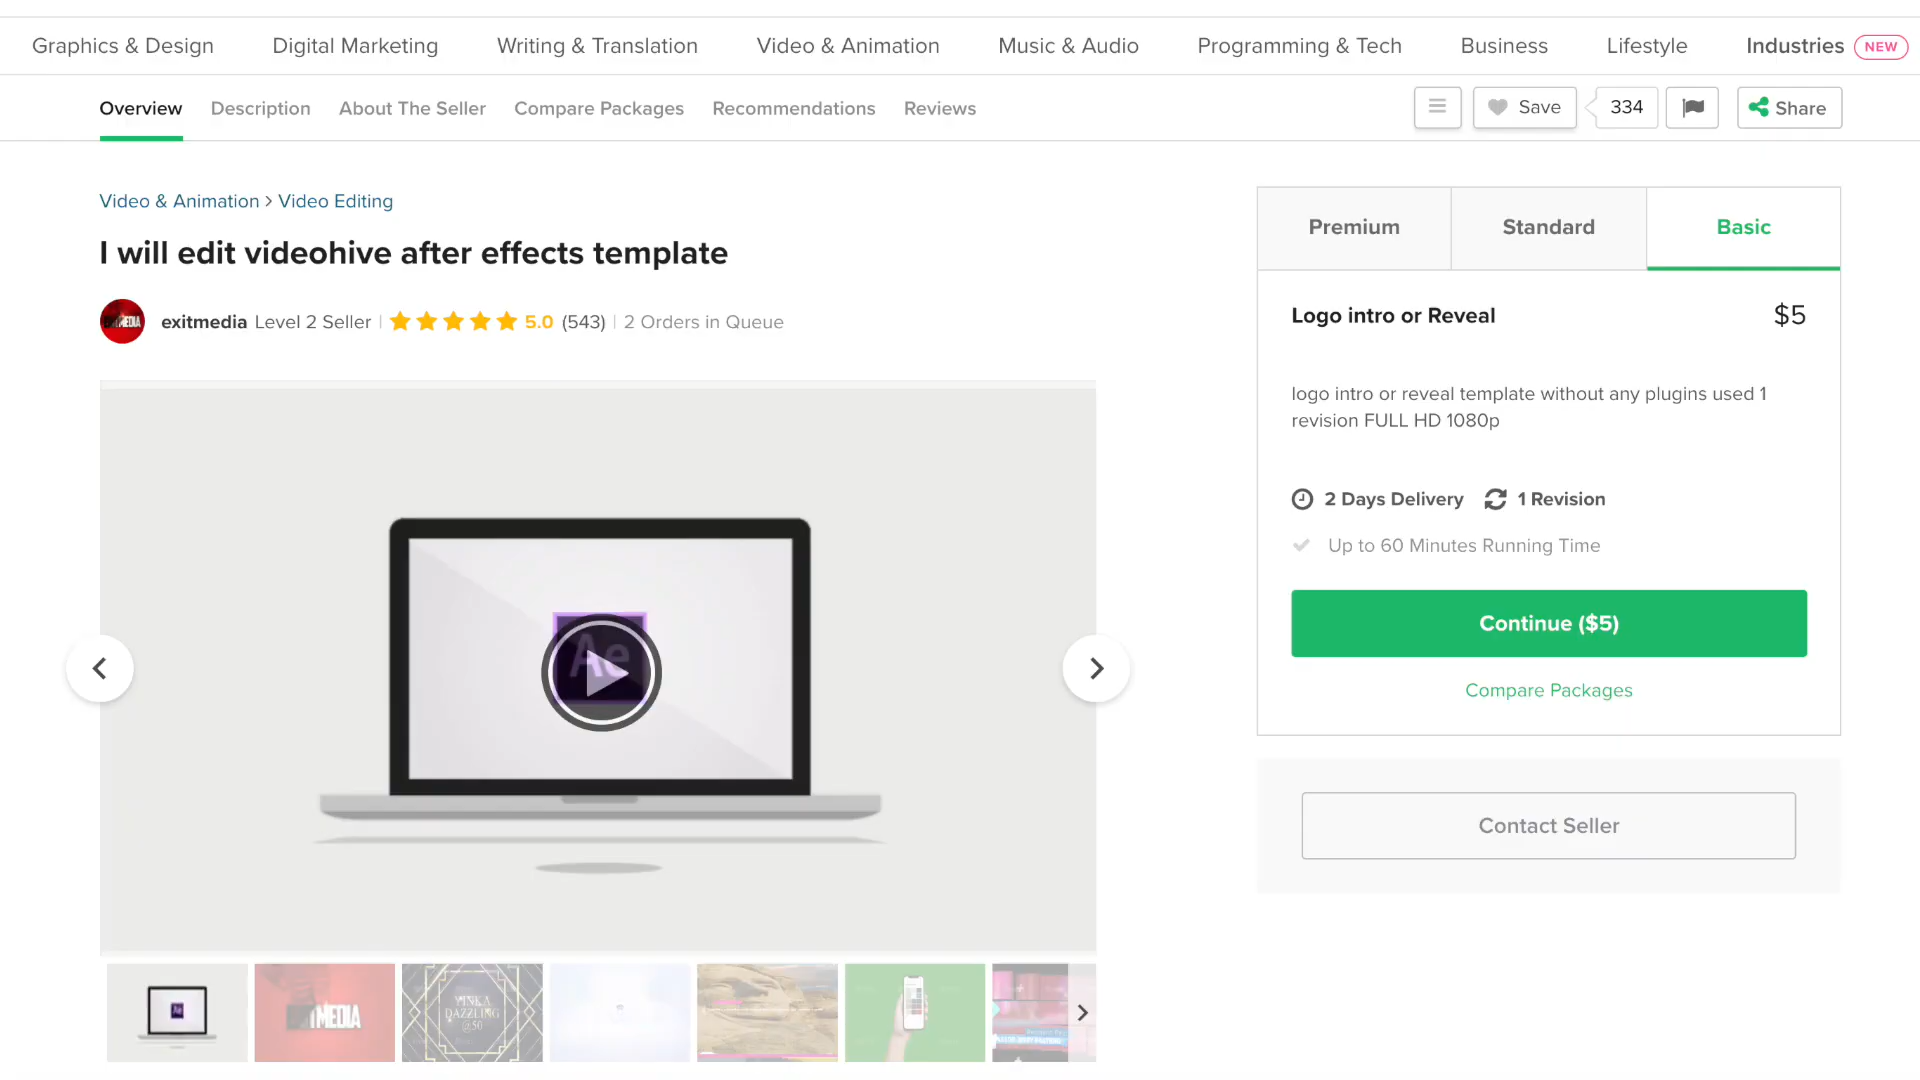 Graphics & Design Digital Marketing Writing & Translation Video & Animation Music & Audio Programming & Tech Business Lifestyle Industries NEW
Overview Description About The Seller Compare Packages Recommendations Reviews Save 334 Share
Video & Animation > Video Editing
I will edit videohive after effects template
exitmedia Level 2 Seller 5.0 (543) 2 Orders in Queue
Ae
YINKA
DAZZLING
@50
Premium Standard Basic
Logo intro or Reveal $5
logo intro or reveal template without any plugins used 1
revision FULL HD 1080p
2 Days Delivery 1 Revision
Up to 60 Minutes Running Time
Continue ($5)
Compare Packages
Contact Seller